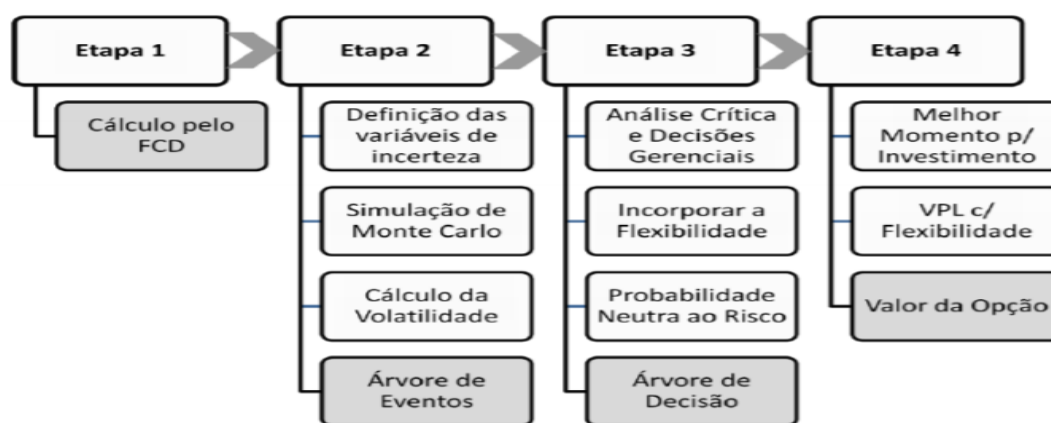 Etapa 1
Cálculo pelo
FCD
Etapa 2
Definição das
variáveis de
incerteza
Simulação de
Monte Carlo
Cálculo da
Volatilidade
Árvore de
Eventos
Etapa 3
Análise Crítica
e Decisões
Gerenciais
Incorporar a
Flexibilidade
Probabilidade
Neutra ao Risco
Árvore de
Decisão
Etapa 4
Melhor
Momento p/
Investimento
VPL c/
Flexibilidade
Valor da Opção